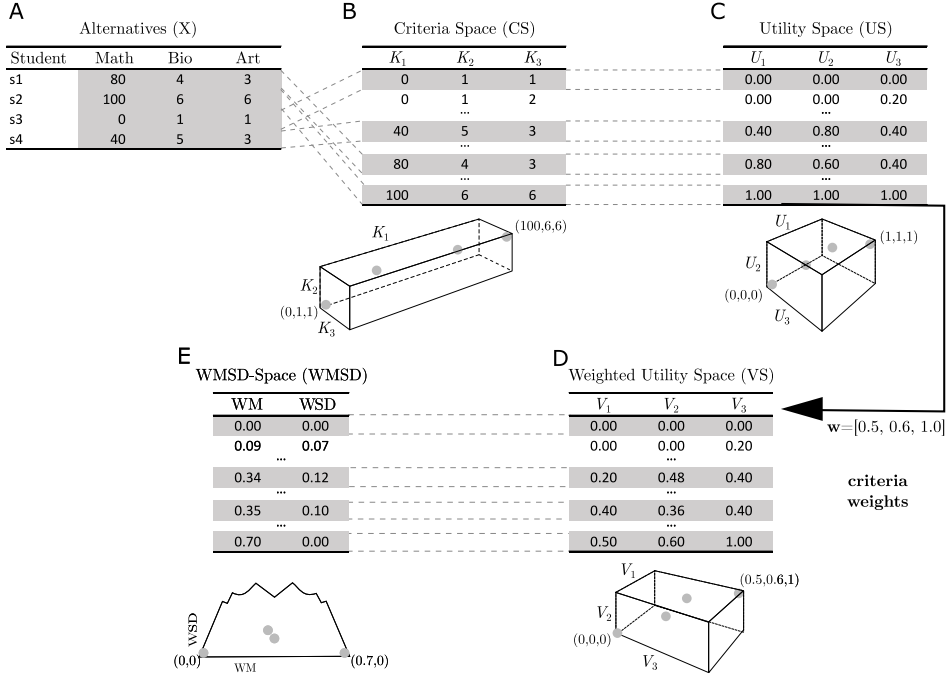 A
Alternatives (X)
Student Math Bio Art
s1 80 4 3
s2 100 6 6
s3 0 1 1
s4 40 5 3
B
Criteria Space (CS)
K1 K2 K3
0 1 1
0 1 2
...
40 5 3
...
80 4 3
...
100 6 6
K1
(100,6,6)
K2
(0,1,1)
K3
C
Utility Space (US)
U1 U2 U3
0.00 0.00 0.00
0.00 0.00 0.20
...
0.40 0.80 0.40
...
0.80 0.60 0.40
...
1.00 1.00 1.00
U1
(1,1,1)
U2
(0,0,0)
U3
w=[0.5, 0.6, 1.0]
criteria
weights
D
Weighted Utility Space (VS)
V1 V2 V3
0.00 0.00 0.00
0.00 0.00 0.20
...
0.20 0.48 0.40
...
0.40 0.36 0.40
...
0.50 0.60 1.00
V1
(0.5,0.6,1)
V2
(0,0,0)
V3
E
WMSD-Space (WMSD)
WM WSD
0.00 0.00
0.09 0.07
...
0.34 0.12
...
0.35 0.10
...
0.70 0.00
WSD
(0,0)
WM
(0.7,0)